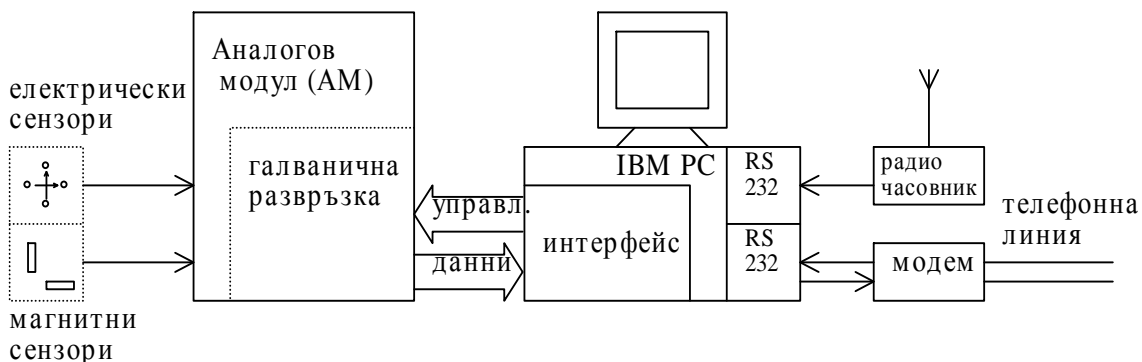 електрически
сензори
магнитни
сензори
Аналогов
модул (АМ)
галванична
развръзка
управл.
данни
IBM PC
интерфейс
RS
232
RS
232
радио
часовник
модем
телефонна
линия